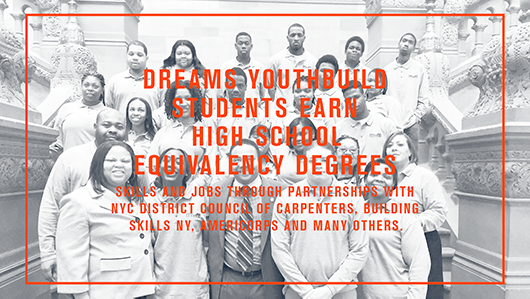 DREAMS YOUTHBUILD
STUDENTS EARN
HIGH SCHOOL
EQUIVALENCY DEGREES
SKILLS AND JOBS THROUGH PARTNERSHIPS WITH
NYC DISTRICT COUNCIL OF CARPENTERS, BUILDING
SKILLS NY, AMERICORPS AND MANY OTHERS.